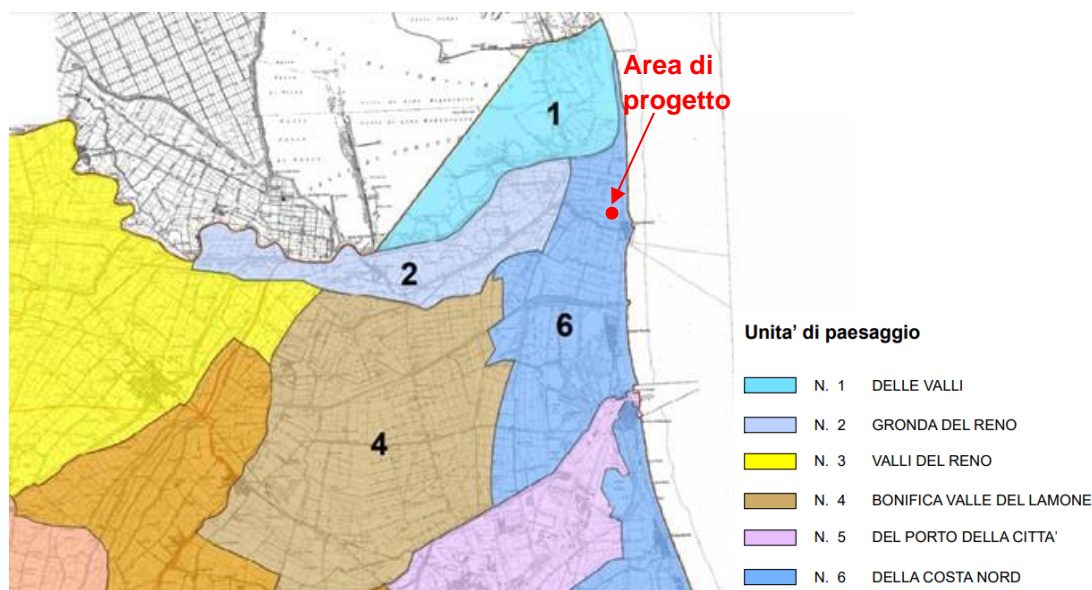 Area di
progetto
1
2
6
4
Unita' di paesaggio
N. 1 DELLE VALLI
N. 2 GRONDA DEL RENO
N. 3 VALLI DEL RENO
N. 4 BONIFICA VALLE DEL LAMONE
N. 5 DEL PORTO DELLA CITTA'
N. 6 DELLA COSTA NORD